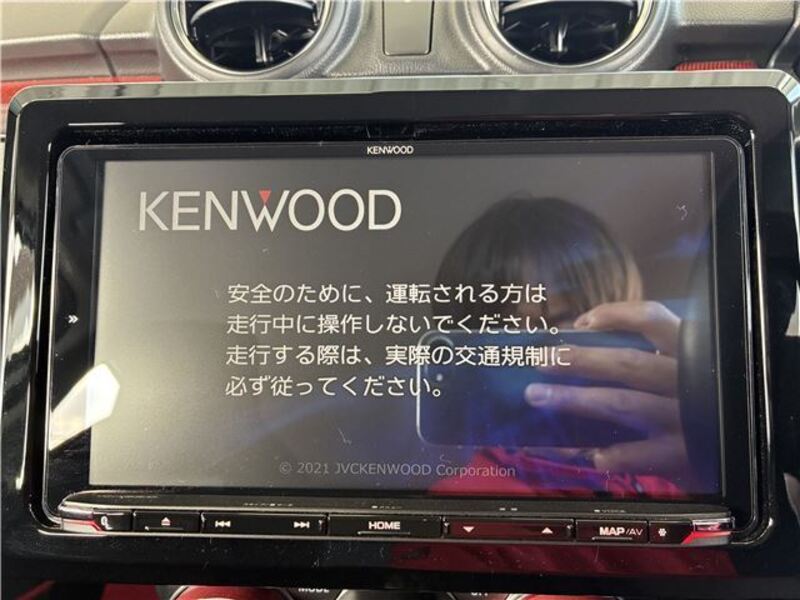 KENWOOD
KENWOOD
安全のために、運転される方は
走行中に操作しないでください。
走行する際は、実際の交通規制に
必ず従ってください。
© 2021 JVCKENWOOD Corporation
HOME
MAP/AV
MODE